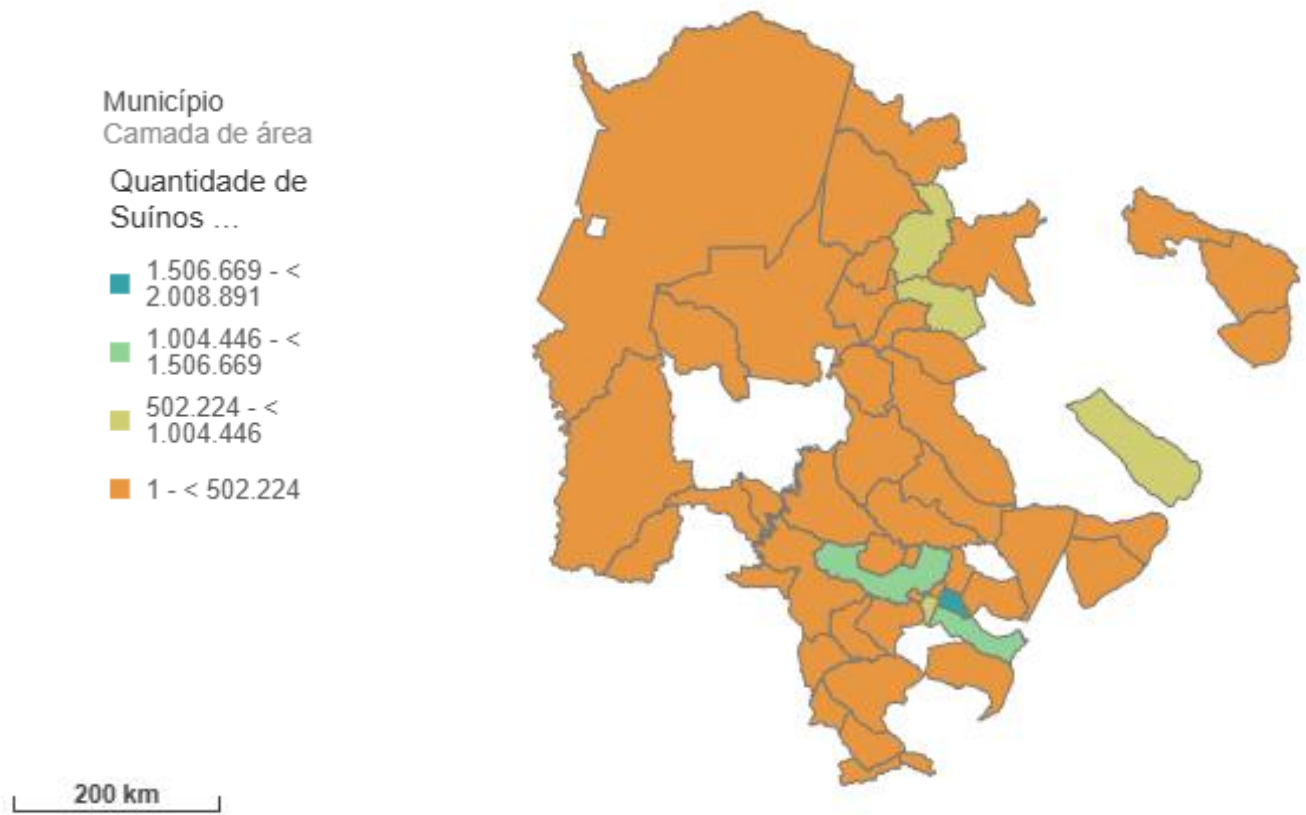 Município
Camada de área
Quantidade de
Suínos ...
1.506.669 - <
2.008.891
1.004.446 - <
1.506.669
502.224 - <
1.004.446
1 - < 502.224
200 km